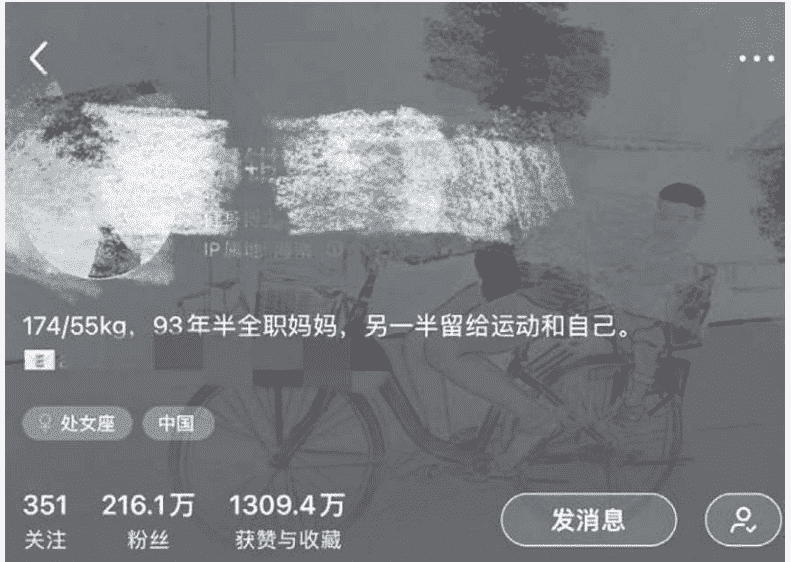 174/55kg，93年半全职妈妈，另一半留给运动和自己。
处女座 中国
351 216.1万 1309.4万
关注 粉丝 获赞与收藏
发消息